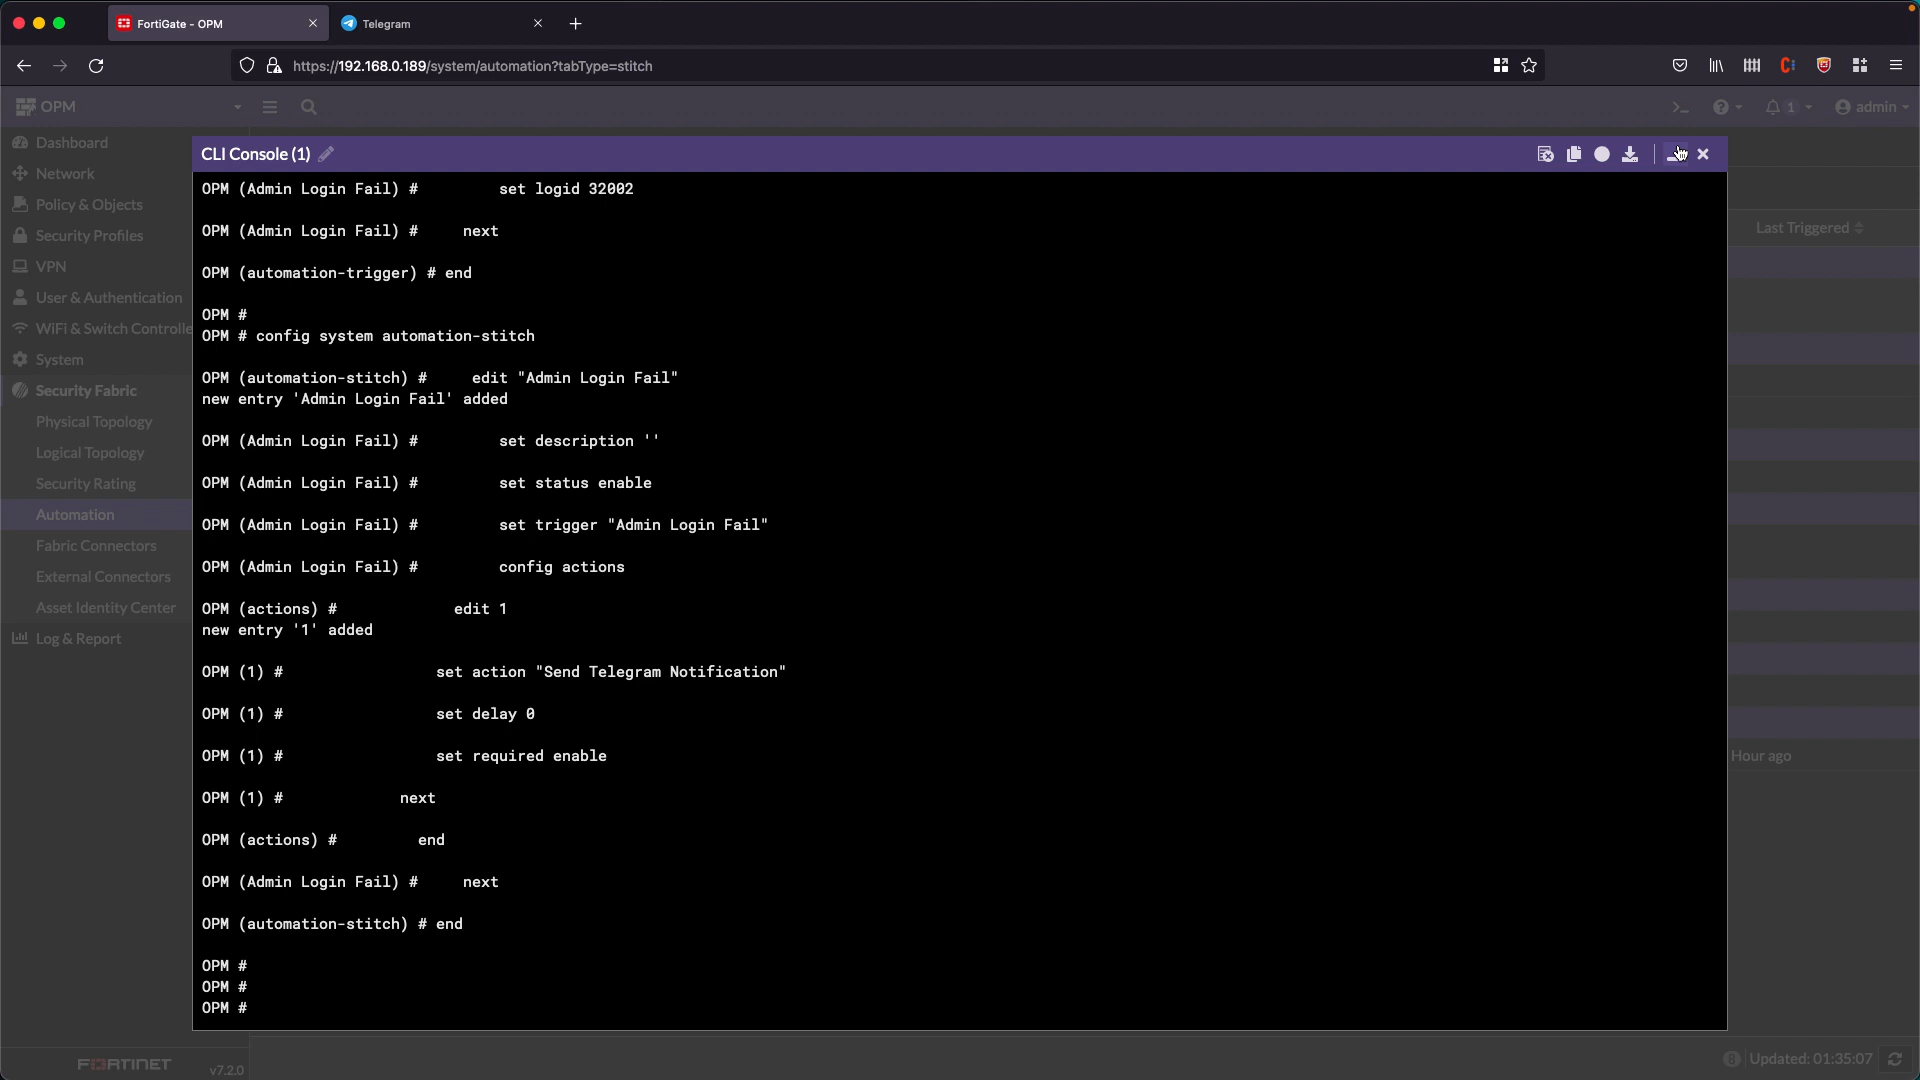 FortiGate - OPM
Telegram
https://192.168.0.189/system/automation?tabType=stitch
OPM
1
admin
Dashboard
Network
Policy & Objects
Security Profiles
VPN
User & Authentication
WiFi & Switch Controlle
System
Security Fabric
Physical Topology
Logical Topology
Security Rating
Automation
Fabric Connectors
External Connectors
Asset Identity Center
Log & Report
FORTINET
v7.2.0
CLI Console (1)
OPM (Admin Login Fail) # set logid 32002
OPM (Admin Login Fail) # next
OPM (automation-trigger) # end
OPM #
OPM # config system automation-stitch
OPM (automation-stitch) # edit "Admin Login Fail"
new entry 'Admin Login Fail' added
OPM (Admin Login Fail) # set description ''
OPM (Admin Login Fail) # set status enable
OPM (Admin Login Fail) # set trigger "Admin Login Fail"
OPM (Admin Login Fail) # config actions
OPM (actions) # edit 1
new entry '1' added
OPM (1) # set action "Send Telegram Notification"
OPM (1) # set delay 0
OPM (1) # set required enable
OPM (1) # next
OPM (actions) # end
OPM (Admin Login Fail) # next
OPM (automation-stitch) # end
OPM #
OPM #
OPM #
Last Triggered
Hour ago
8
Updated: 01:35:07